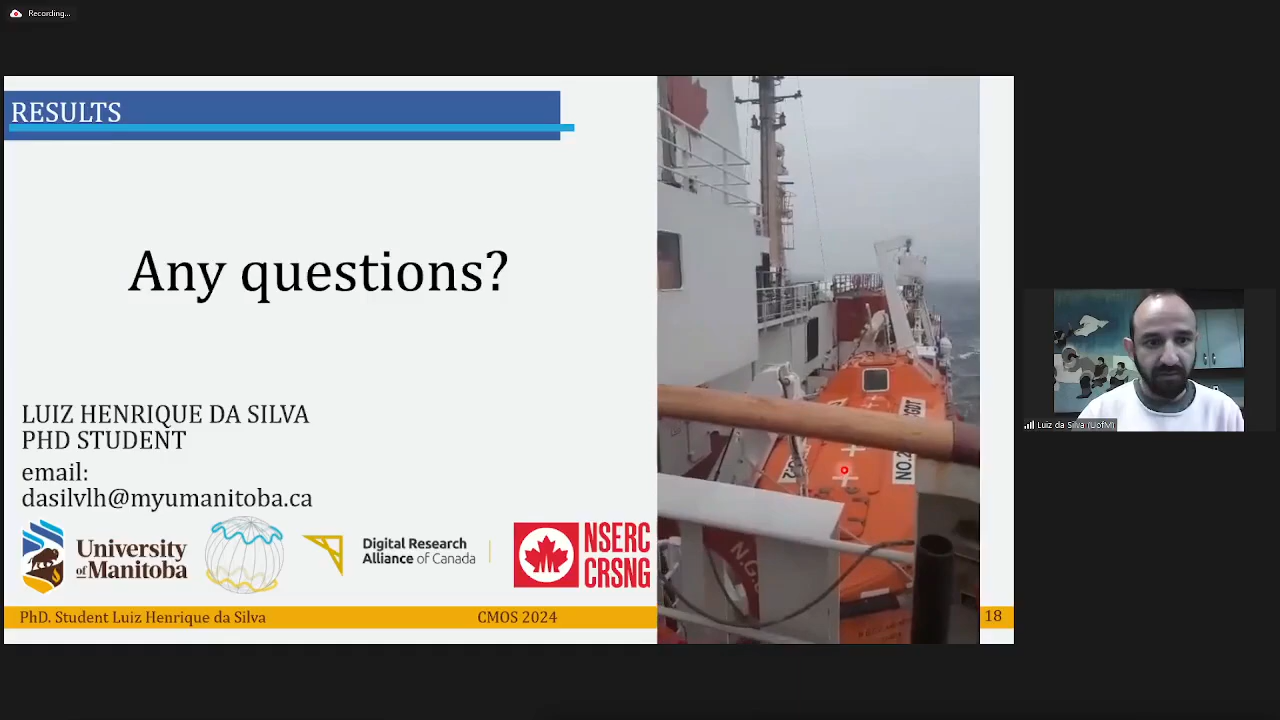 Recording...
RESULTS
Any questions?
LUIZ HENRIQUE DA SILVA
PHD STUDENT
email:
dasilvlh@myumanitoba.ca
University
of Manitoba
Digital Research
Alliance of Canada
NSERC
CRSNG
PhD. Student Luiz Henrique da Silva
CMOS 2024
18
Luiz da Silva (UofM)